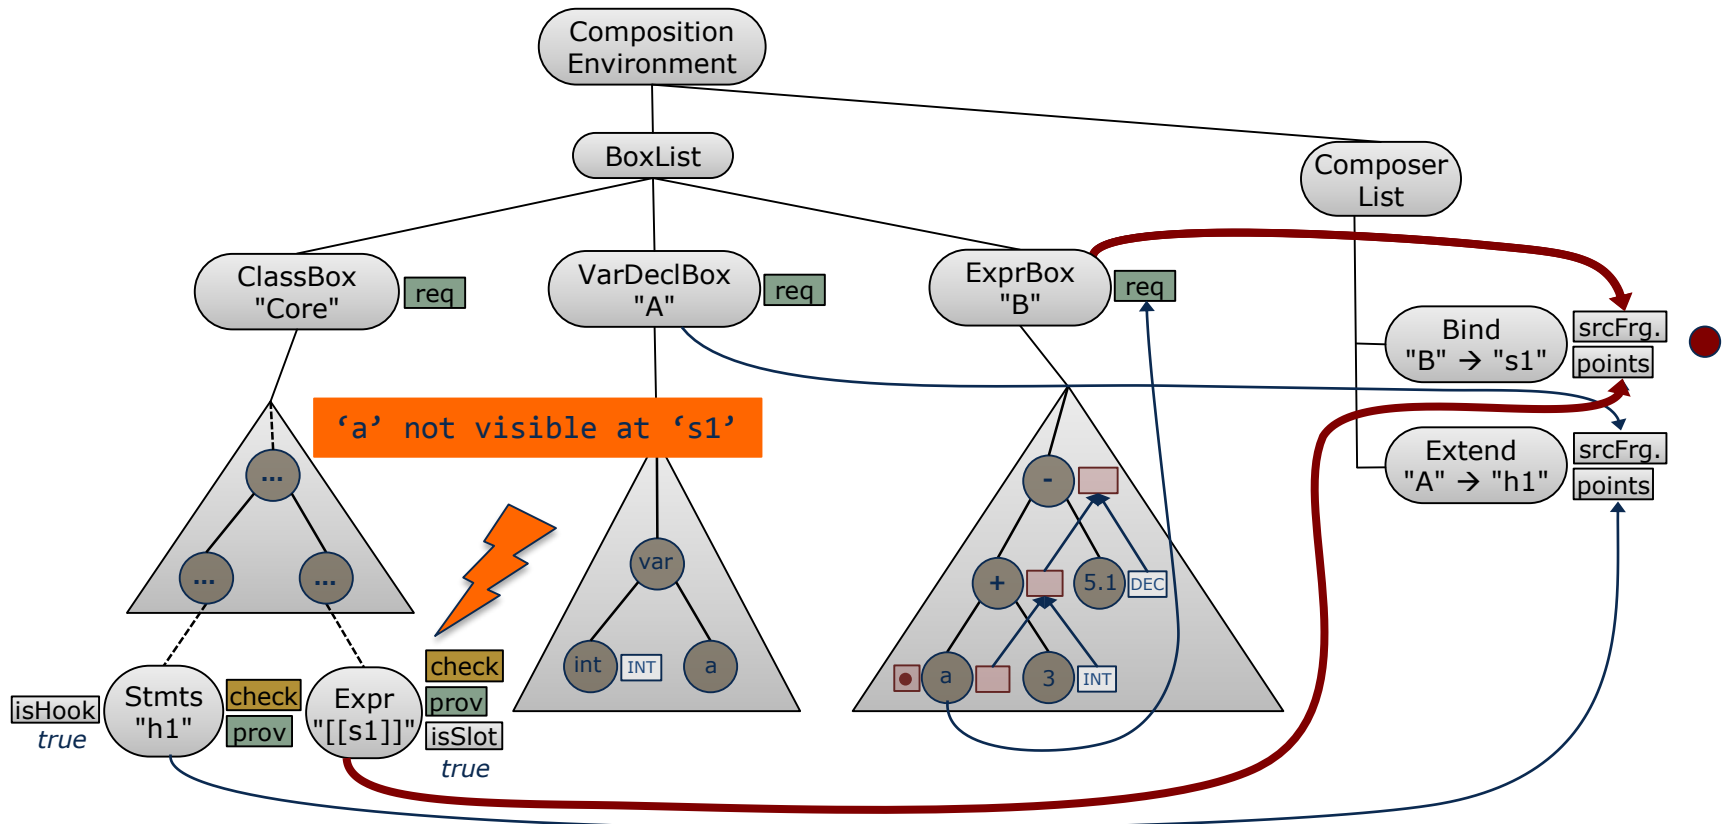 Composition
Environment
BoxList
Composer
List
ClassBox
"Core"
req
VarDeclBox
"A"
req
ExprBox
"B"
req
Bind
"B" → "s1"
srcFrg.
points
Extend
"A" → "h1"
srcFrg.
points
‘a’ not visible at ‘s1’
...
...
...
var
int
INT
a
-
+
5.1
DEC
a
3
INT
isHook
true
Stmts
"h1"
check
prov
Expr
"[[s1]]"
check
prov
isSlot
true